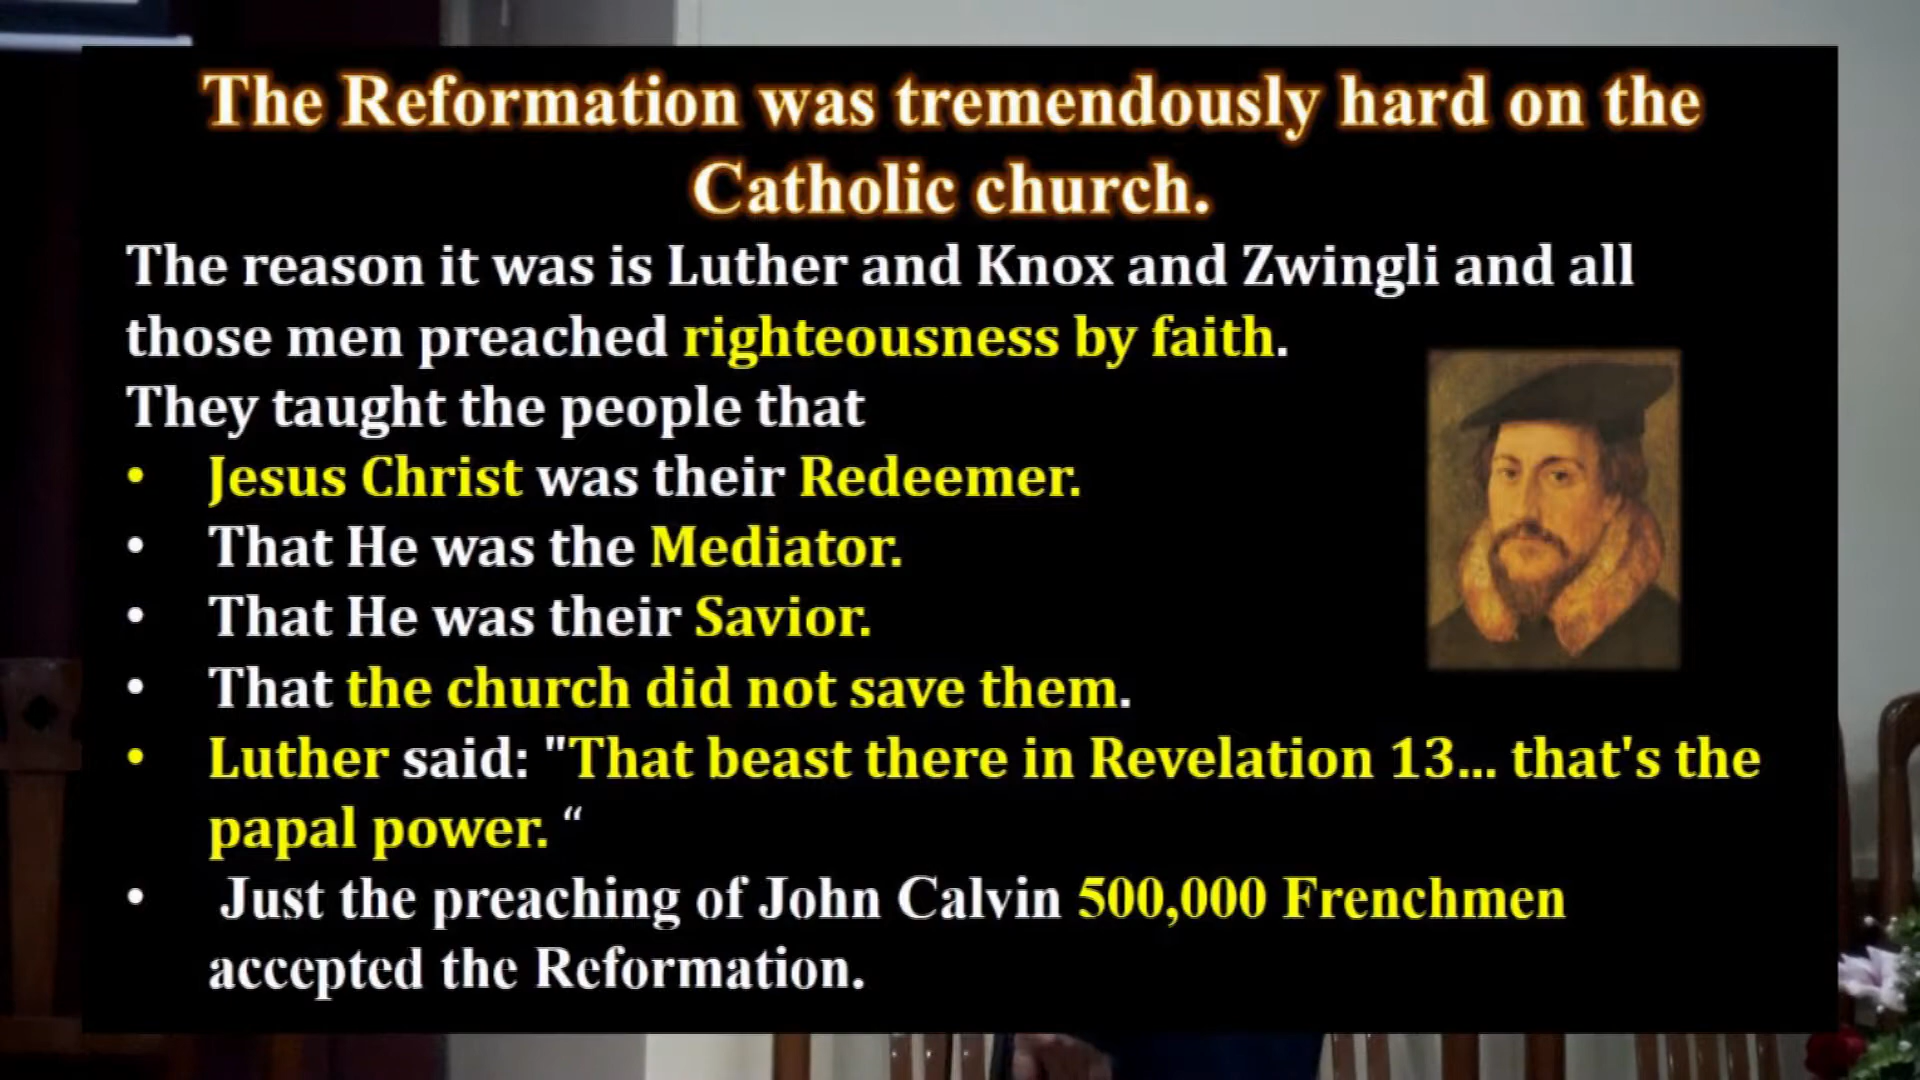 The Reformation was tremendously hard on the
Catholic church.
The reason it was is Luther and Knox and Zwingli and all
those men preached righteousness by faith.
They taught the people that
• Jesus Christ was their Redeemer.
• That He was the Mediator.
• That He was their Savior.
• That the church did not save them.
• Luther said: "That beast there in Revelation 13... that's the
papal power. “
• Just the preaching of John Calvin 500,000 Frenchmen
accepted the Reformation.